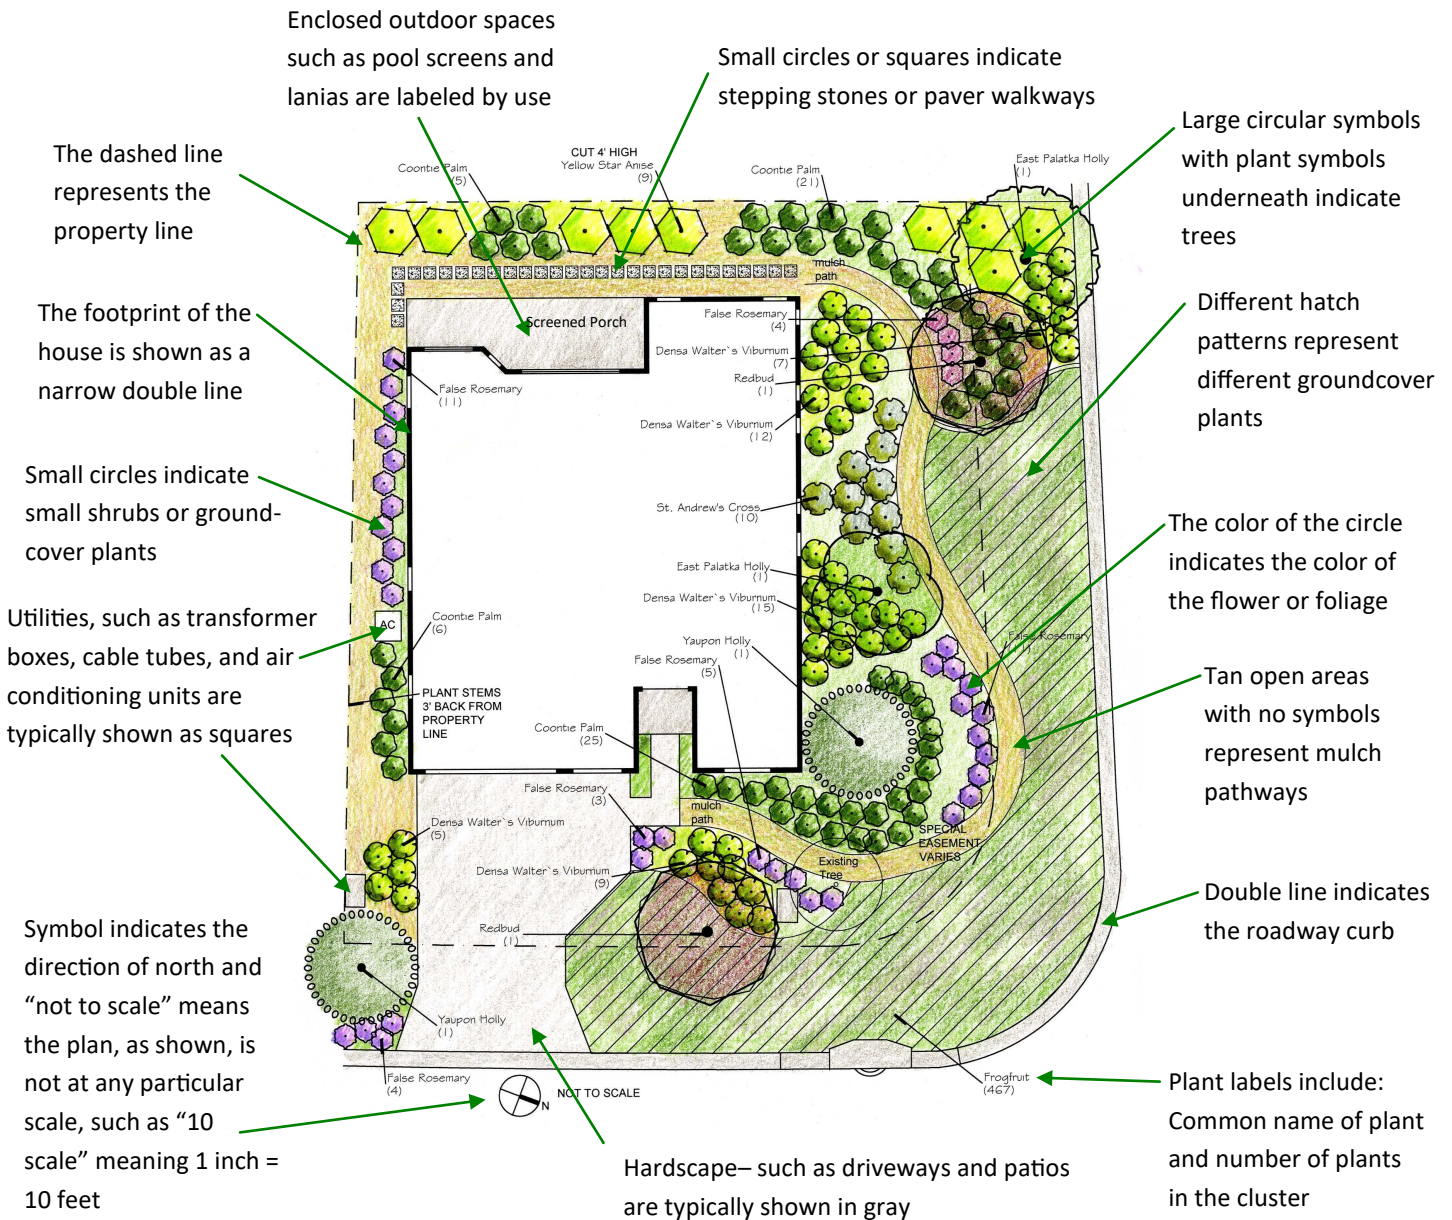 Enclosed outdoor spaces
such as pool screens and
lanias are labeled by use
Small circles or squares indicate
stepping stones or paver walkways
Large circular symbols
with plant symbols
underneath indicate
trees
The dashed line
represents the
property line
CUT 4' HIGH
Yellow Star Anise
(9)
Coontie Palm
(5)
Coontie Palm
(21)
East Palatka Holly
(1)
mulch
path
The footprint of the
house is shown as a
narrow double line
Screened Porch
False Rosemary
(4)
Densa Walter`s Viburnum
(7)
Redbud
(1)
Densa Walter`s Viburnum
(12)
Different hatch
patterns represent
different groundcover
plants
False Rosemary
(11)
Small circles indicate
small shrubs or ground-
cover plants
St. Andrew's Cross
(10)
The color of the circle
indicates the color of
the flower or foliage
East Palatka Holly
(1)
Densa Walter`s Viburnum
(15)
Utilities, such as transformer
boxes, cable tubes, and air
conditioning units are
typically shown as squares
AC
Coontie Palm
(6)
Yaupon Holly
(1)
False Rosemary
(5)
False Rosemary
PLANT STEMS
3' BACK FROM
PROPERTY
LINE
Tan open areas
with no symbols
represent mulch
pathways
Coontie Palm
(25)
False Rosemary
(3)
mulch
path
Densa Walter`s Viburnum
(5)
SPECIAL
EASEMENT
VARIES
Existing
Tree
Densa Walter`s Viburnum
(9)
Double line indicates
the roadway curb
Redbud
(1)
Symbol indicates the
direction of north and
“not to scale” means
the plan, as shown, is
not at any particular
scale, such as “10
scale” meaning 1 inch =
10 feet
Yaupon Holly
(1)
False Rosemary
(4)
N
NOT TO SCALE
Frogfruit
(467)
Plant labels include:
Common name of plant
and number of plants
in the cluster
Hardscape– such as driveways and patios
are typically shown in gray